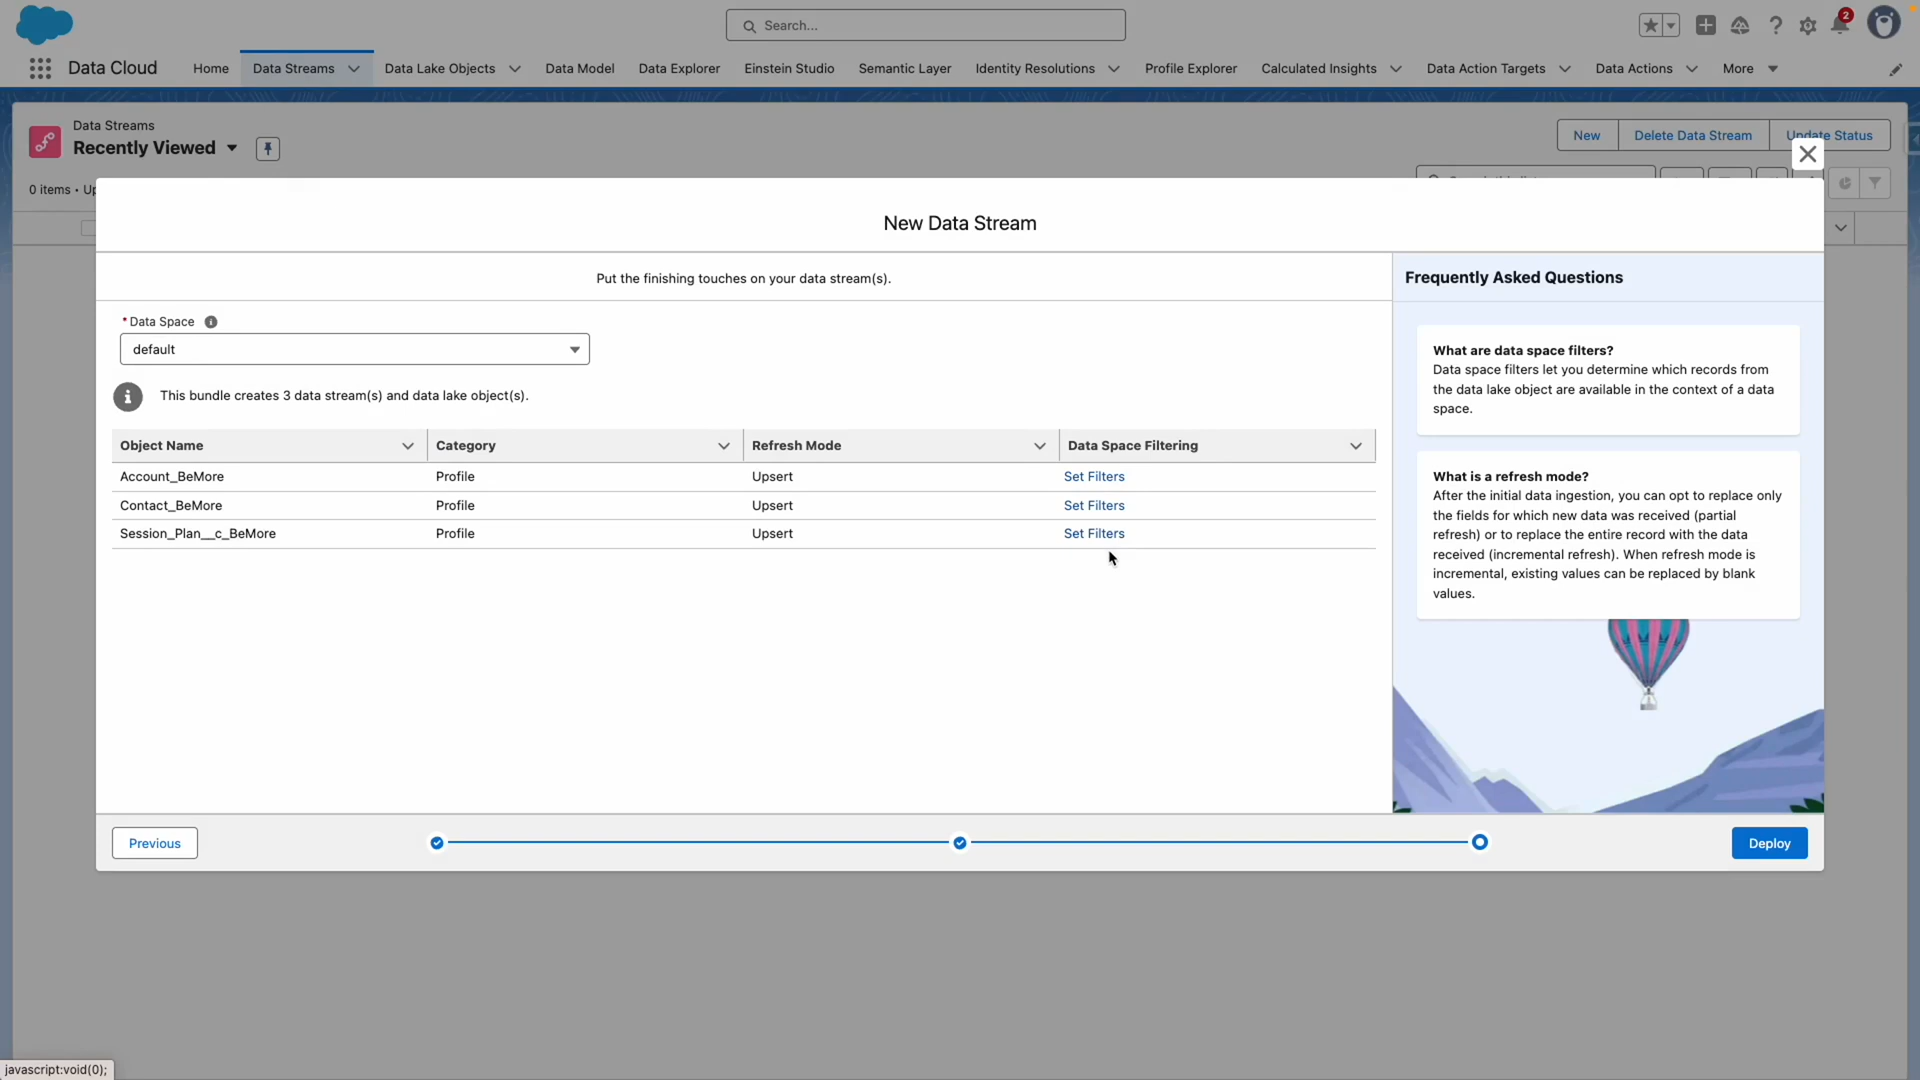 Search...
2
Data Cloud
Home
Data Streams
Data Lake Objects
Data Model
Data Explorer
Einstein Studio
Semantic Layer
Identity Resolutions
Profile Explorer
Calculated Insights
Data Action Targets
Data Actions
More
Data Streams
Recently Viewed
New
Delete Data Stream
Update Status
0 items •
New Data Stream
Put the finishing touches on your data stream(s).
* Data Space
default
This bundle creates 3 data stream(s) and data lake object(s).
Object Name
Category
Refresh Mode
Data Space Filtering
Account_BeMore
Profile
Upsert
Set Filters
Contact_BeMore
Profile
Upsert
Set Filters
Session_Plan__c_BeMore
Profile
Upsert
Set Filters
Frequently Asked Questions
What are data space filters?
Data space filters let you determine which records from
the data lake object are available in the context of a data
space.
What is a refresh mode?
After the initial data ingestion, you can opt to replace only
the fields for which new data was received (partial
refresh) or to replace the entire record with the data
received (incremental refresh). When refresh mode is
incremental, existing values can be replaced by blank
values.
Previous
Deploy
javascript:void(0);